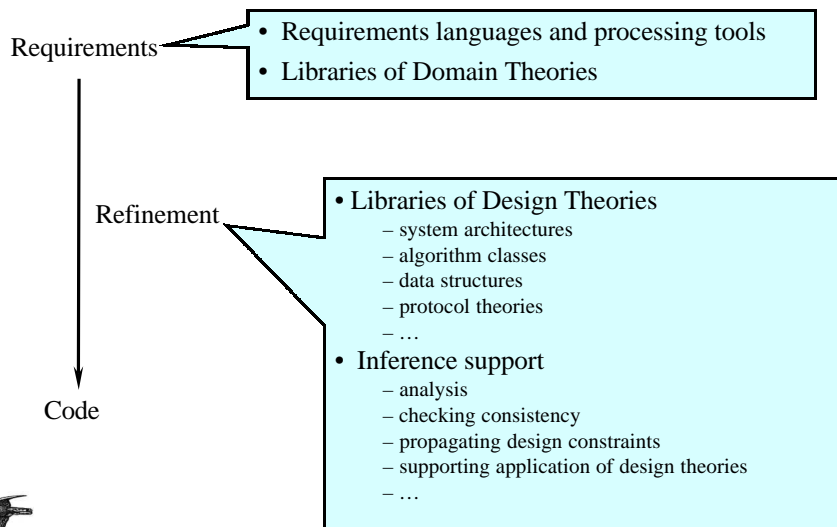 Requirements
• Requirements languages and processing tools
• Libraries of Domain Theories
Refinement
• Libraries of Design Theories
– system architectures
– algorithm classes
– data structures
– protocol theories
– …
• Inference support
– analysis
– checking consistency
– propagating design constraints
– supporting application of design theories
– …
Code